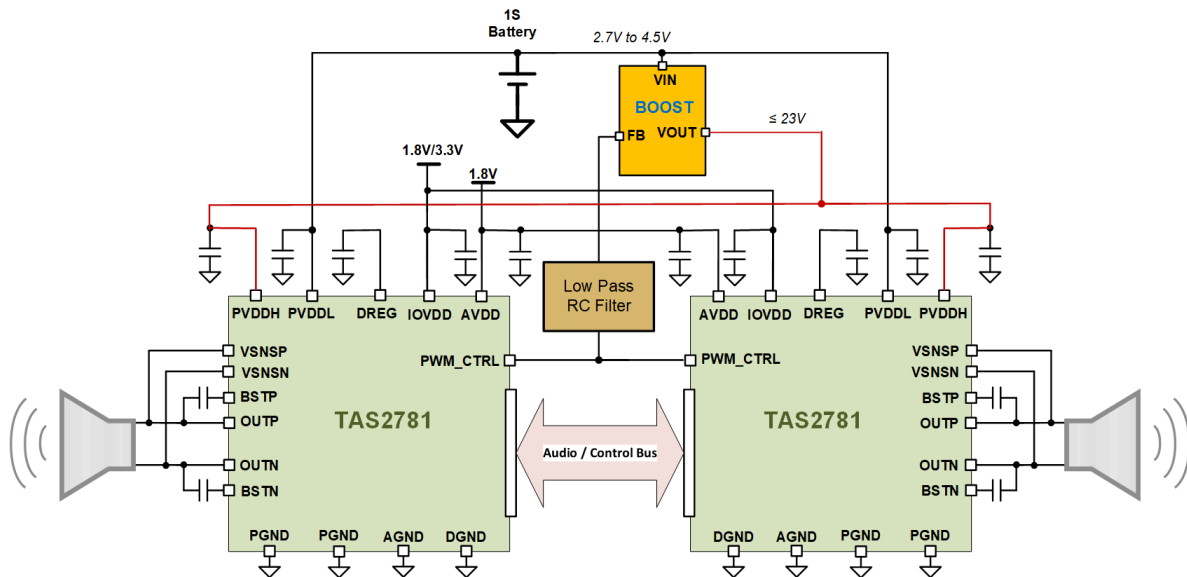 1S
Battery
2.7V to 4.5V
VIN
BOOST
FB
VOUT
≤ 23V
1.8V/3.3V
1.8V
Low Pass
RC Filter
PVDDH
PVDDL
DREG
IOVDD
AVDD
VSNSP
VSNSN
BSTP
OUTP
OUTN
BSTN
PWM_CTRL
TAS2781
PGND
PGND
AGND
DGND
Audio / Control Bus
AVDD
IOVDD
DREG
PVDDL
PVDDH
PWM_CTRL
VSNSP
VSNSN
BSTP
OUTP
OUTN
BSTN
TAS2781
DGND
AGND
PGND
PGND